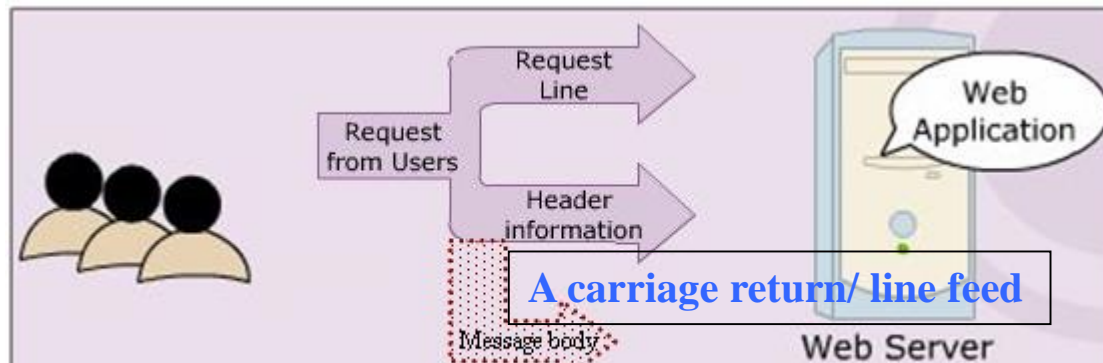 Request
Line
Web
Application
Request
from Users
Header
information
A carriage return/ line feed
Message body
Web Server